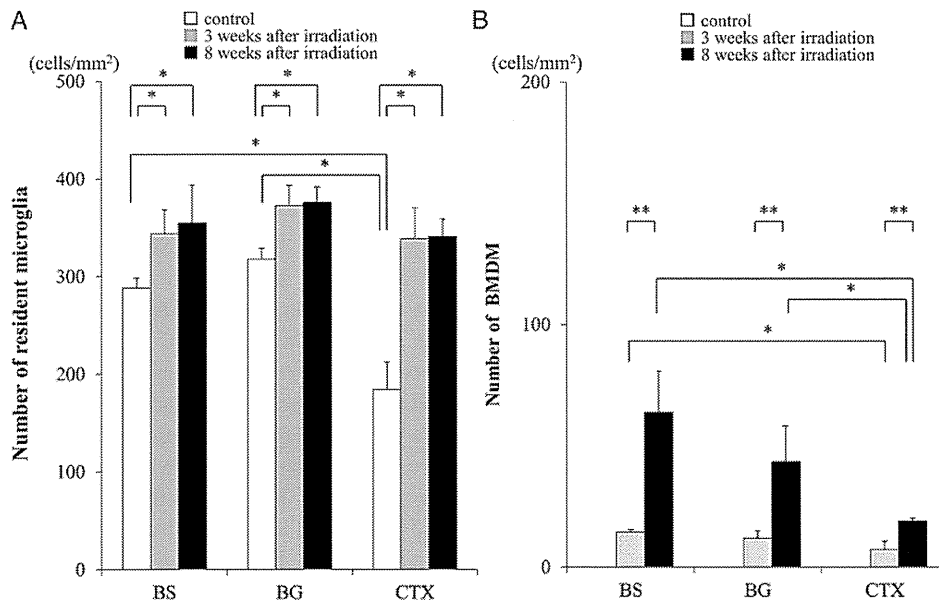 A
control
3 weeks after irradiation
8 weeks after irradiation
(cells/mm²)
500
400
300
200
100
0
Number of resident microglia
* * * * * *
* *
* *
BS BG CTX
B
control
3 weeks after irradiation
8 weeks after irradiation
(cells/mm²)
200
100
0
Number of BMDM
** ** **
*
*
*
BS BG CTX